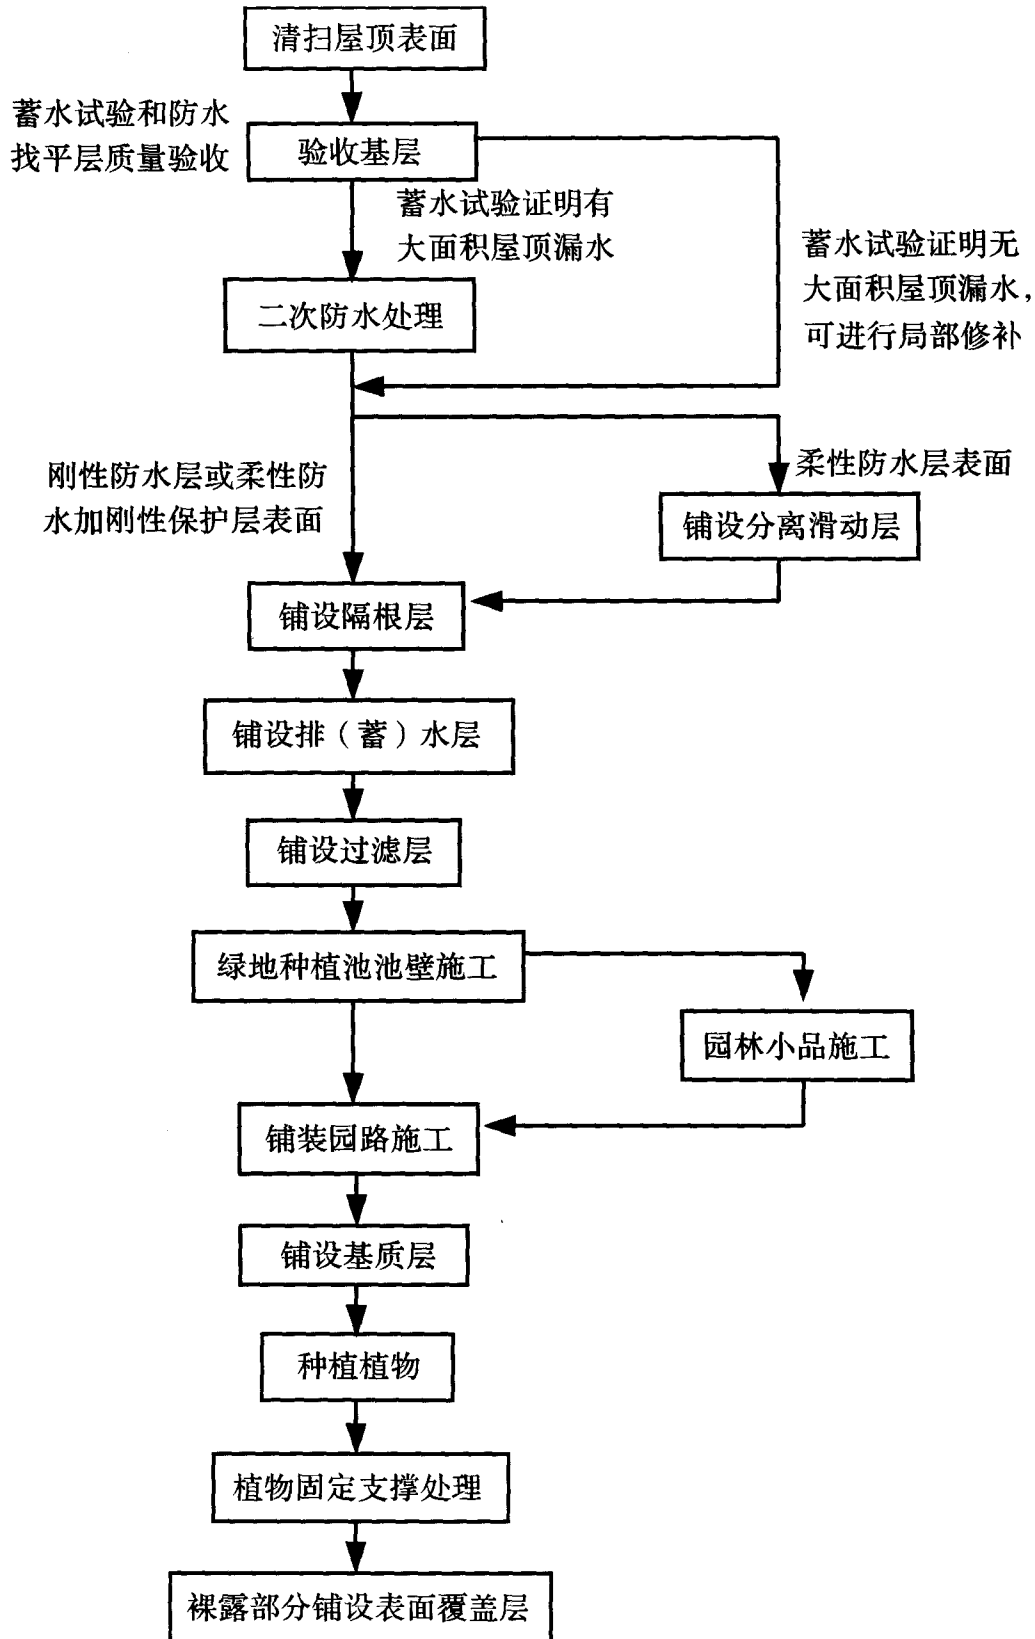 清扫屋顶表面
蓄水试验和防水
找平层质量验收
验收基层
蓄水试验证明有
大面积屋顶漏水
蓄水试验证明无
大面积屋顶漏水，
可进行局部修补
二次防水处理
刚性防水层或柔性防
水加刚性保护层表面
柔性防水层表面
铺设分离滑动层
铺设隔根层
铺设排（蓄）水层
铺设过滤层
绿地种植池池壁施工
园林小品施工
铺装园路施工
铺设基质层
种植植物
植物固定支撑处理
裸露部分铺设表面覆盖层